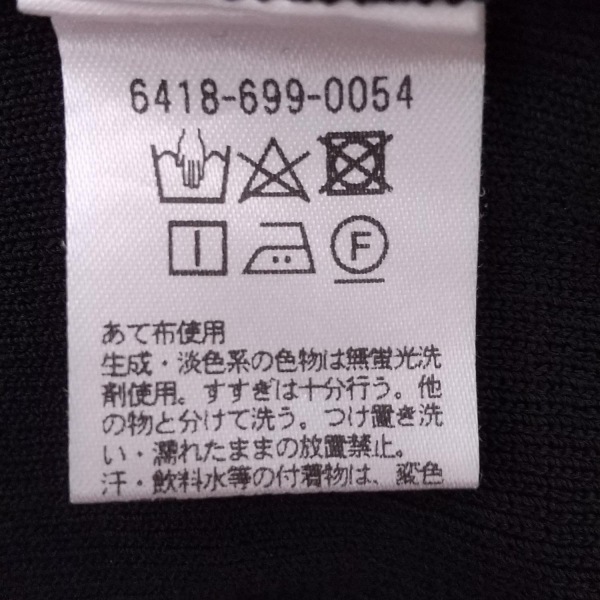 6418-699-0054
F
あて布使用
生成・淡色系の色物は無蛍光洗
剤使用。すすぎは十分行う。他
の物と分けて洗う。つけ置き洗
い・濡れたままの放置禁止。
汗・飲料水等の付着物は、変色